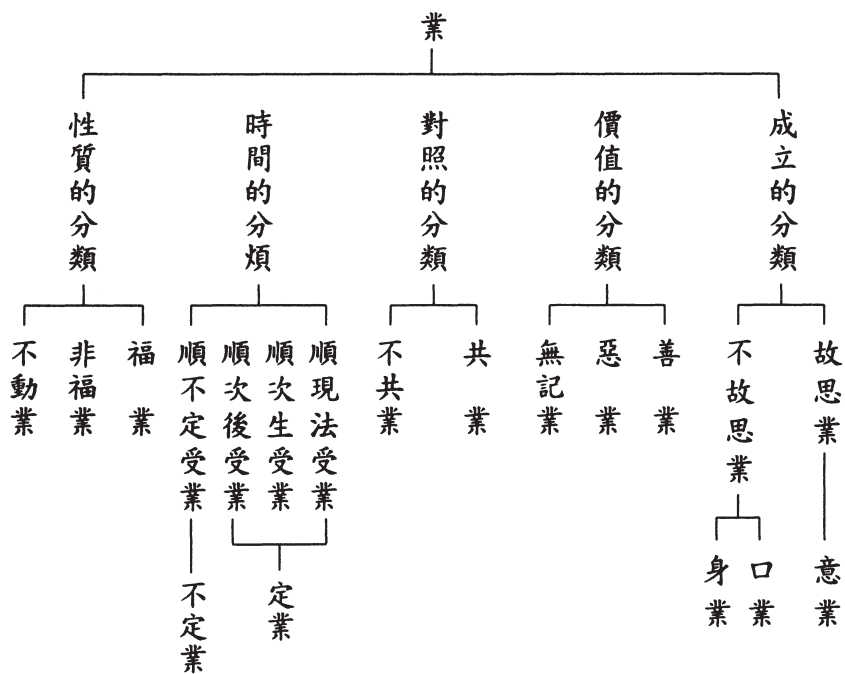 業
成立的分類
價值的分類
對照的分類
時間的分煩
性質的分類
故思業
不故思業
善業
惡業
無記業
共業
不共業
順現法受業
順次生受業
順次後受業
順不定受業
福業
非福業
不動業
意業
口業
身業
定業
不定業